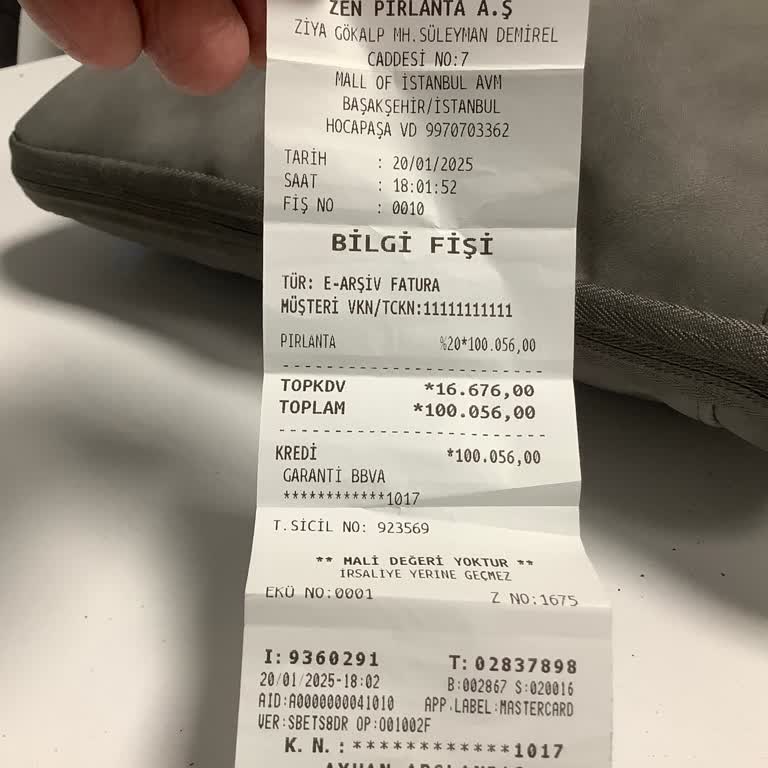 ZEN PIRLANTA A.Ş
ZİYA GÖKALP MH.SÜLEYMAN DEMİREL
CADDESİ NO:7
MALL OF İSTANBUL AVM
BAŞAKŞEHİR/İSTANBUL
HOCAPAŞA VD 9970703362
TARİH : 20/01/2025
SAAT : 18:01:52
FİŞ NO : 0010
BİLGİ FİŞİ
TÜR: E-ARŞİV FATURA
MÜŞTERİ VKN/TCKN:11111111111
PIRLANTA %20*100.056,00
TOPKDV *16.676,00
TOPLAM *100.056,00
KREDİ *100.056,00
GARANTİ BBVA
************1017
T.SİCİL NO: 923569
** MALİ DEĞERİ YOKTUR **
İRSALİYE YERİNE GEÇMEZ
EKÜ NO:0001 Z NO:1675
I: 9360291 T: 02837898
20/01/2025-18:02 B:002867 S:020016
AID:A0000000041010 APP.LABEL:MASTERCARD
VER:SBETS8DR OP:001002F
K. N. : ************1017